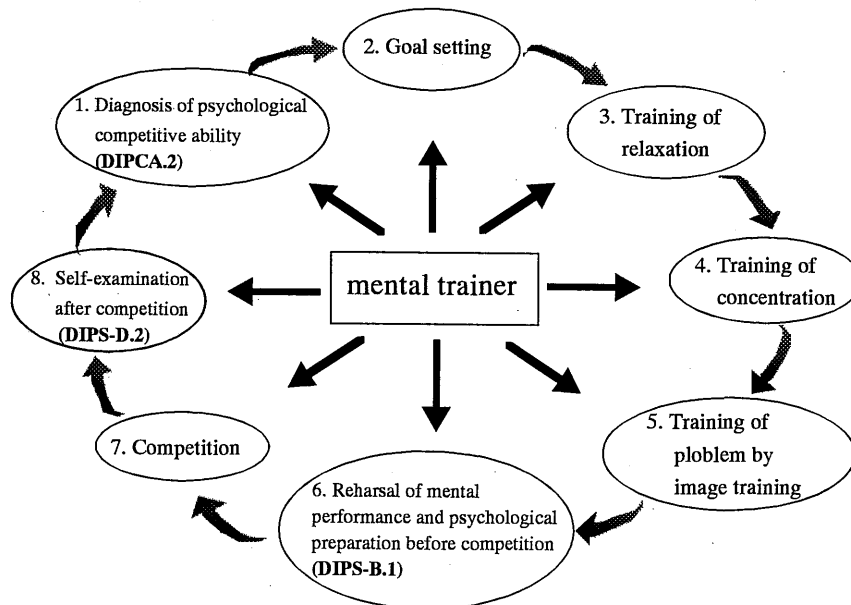 1. Diagnosis of psychological
competitive ability
(DIPCA.2)
2. Goal setting
3. Training of
relaxation
4. Training of
concentration
5. Training of
ploblem by
image training
6. Reharsal of mental
performance and psychological
preparation before competition
(DIPS-B.1)
7. Competition
8. Self-examination
after competition
(DIPS-D.2)
mental trainer